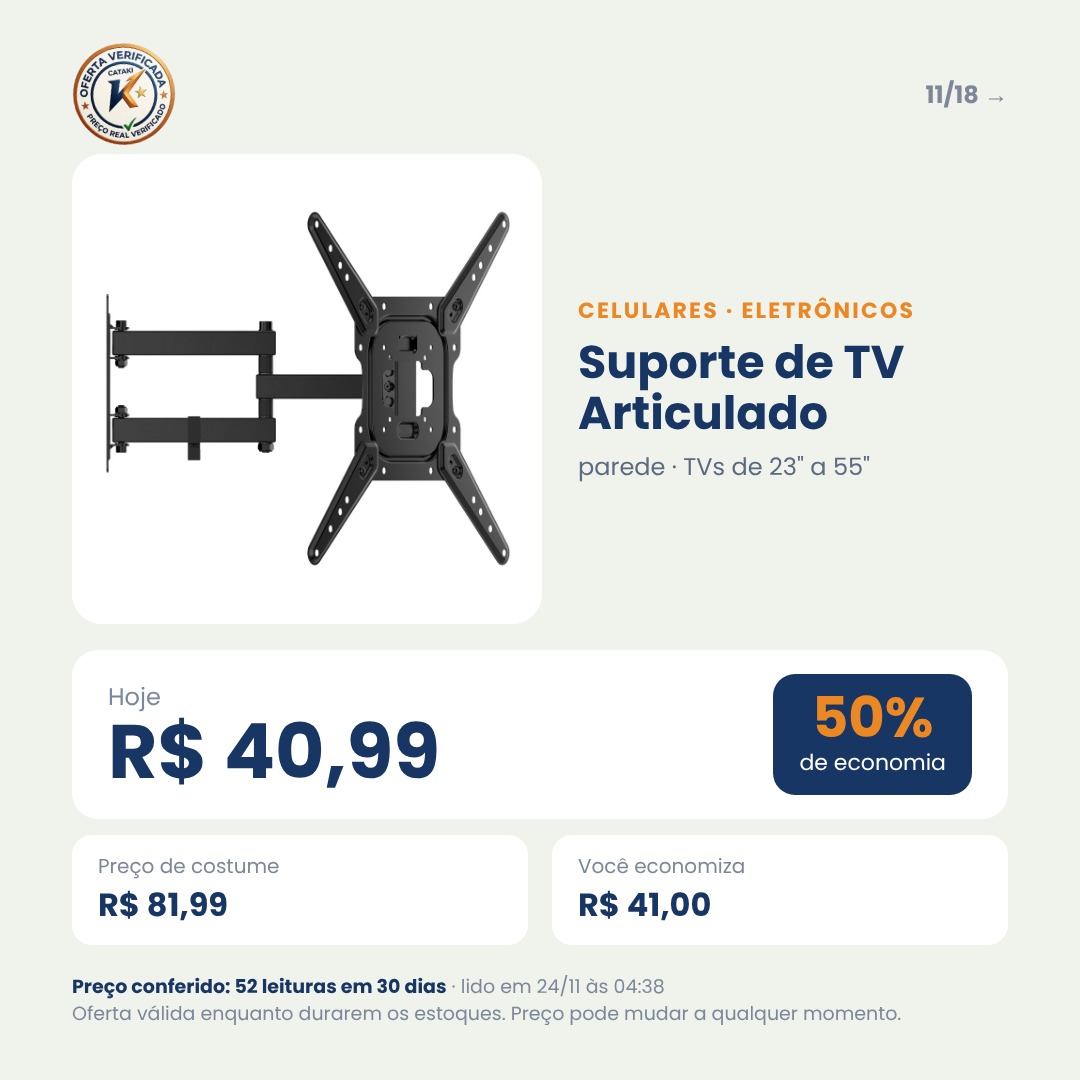 OFERTA VERIFICADA
CATAKI
PREÇO REAL VERIFICADO
11/18 →
CELULARES · ELETRÔNICOS
Suporte de TV
Articulado
parede · TVs de 23" a 55"
Hoje
R$ 40,99
50%
de economia
Preço de costume
R$ 81,99
Você economiza
R$ 41,00
Preço conferido: 52 leituras em 30 dias · lido em 24/11 às 04:38
Oferta válida enquanto durarem os estoques. Preço pode mudar a qualquer momento.